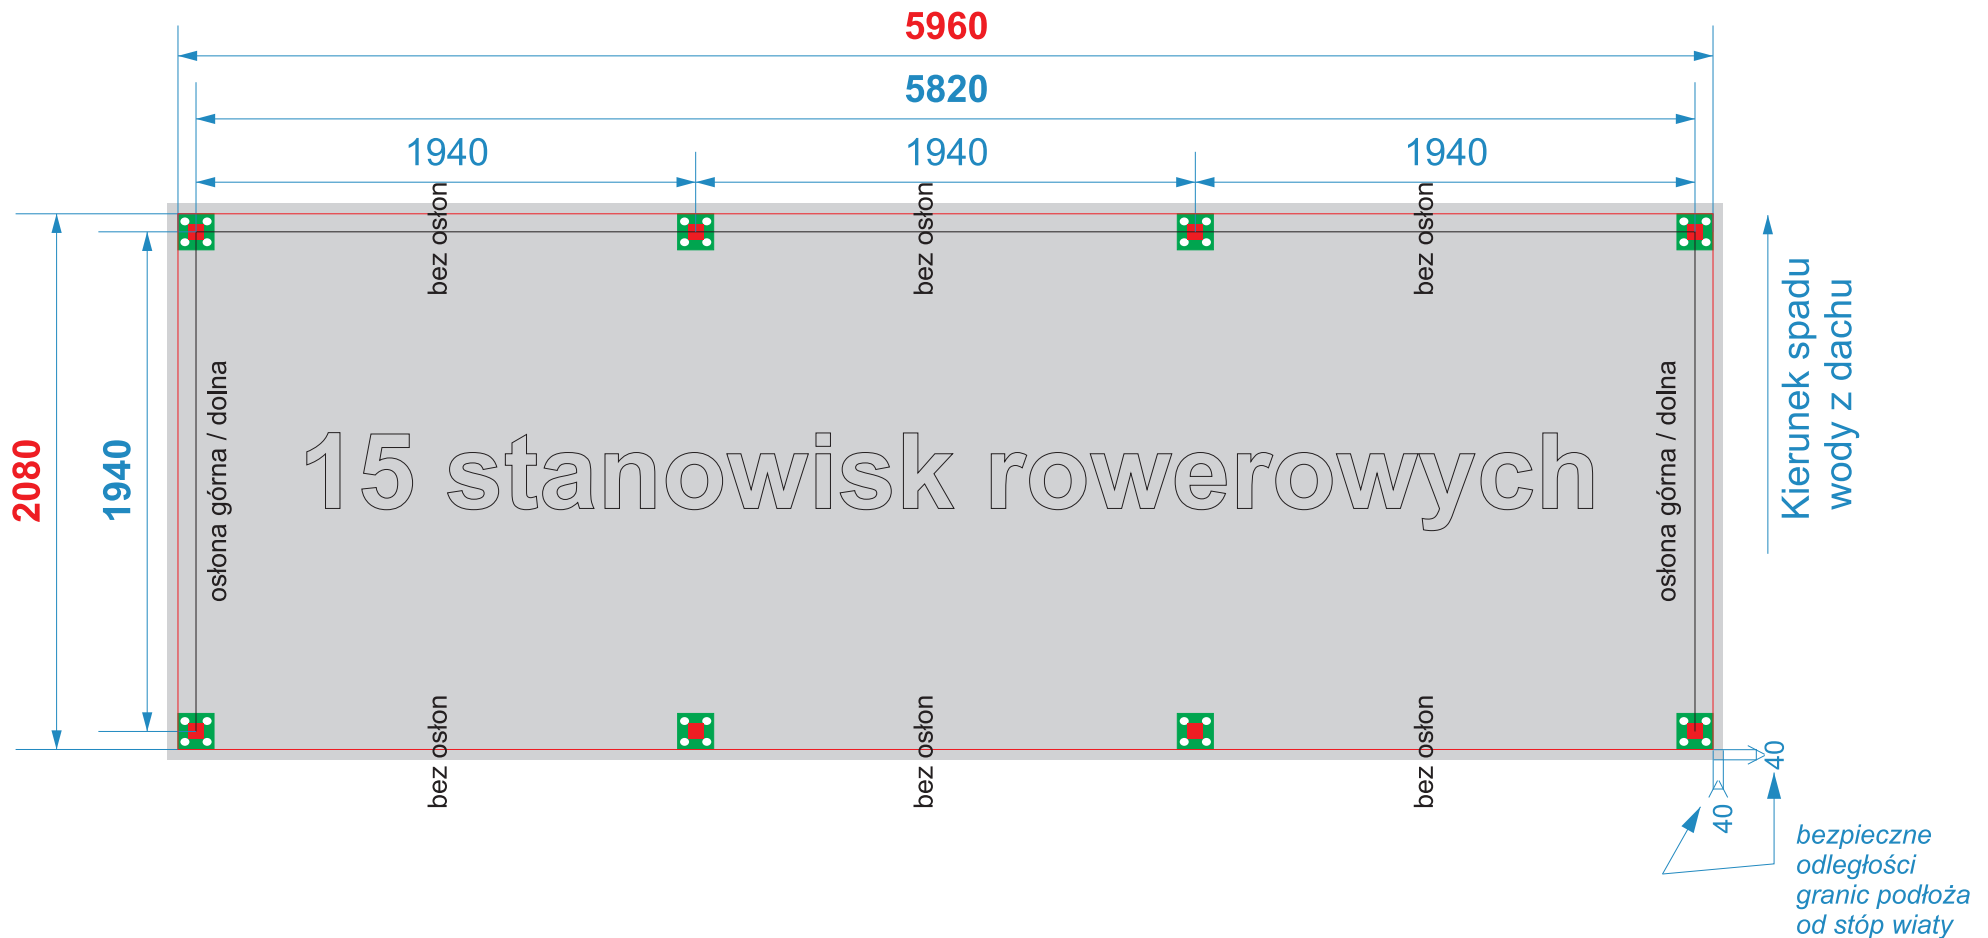 5960
5820
1940 1940 1940
bez osłon bez osłon bez osłon
2080
1940
osłona górna / dolna
15 stanowisk rowerowych
osłona górna / dolna
Kierunek spadu
wody z dachu
bez osłon bez osłon bez osłon
40
40
bezpieczne
odległości
granic podłoża
od stóp wiaty